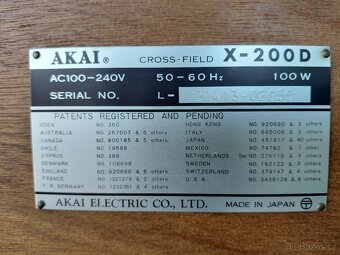 AKAI® CROSS-FIELD X-200D
AC100-240V 50-60Hz 100W
SERIAL NO. L-
PATENTS REGISTERED AND PENDING
ADEN NO. 360
AUSTRALIA NO. 267007 & 5 others
CANADA NO. 800185 & 5 others
CHILE NO. 19588
CYPRUS NO. 389
DENMARK NO. 108698
ENGLAND NO. 920690 & 6 others
FRANCE NO. 1321219 & 2 others
F. R. GERMANY NO. 1232361 & 4 others
HONG KONG NO. 920690 & 3 others
ITALY NO. 695006 & 3 others
JAPAN NO. 451817 & 40 others
MEXICO NO. 74782 & 1 others
NETHERLANDS Ser. NO. 276119 & 4 others
SWEDEN NO. 192122 & 3 others
SWITZERLAND NO. 379147 & 4 others
U. S. A. NO. 3439126 & 8 others
AKAI ELECTRIC CO., LTD. MADE IN JAPAN